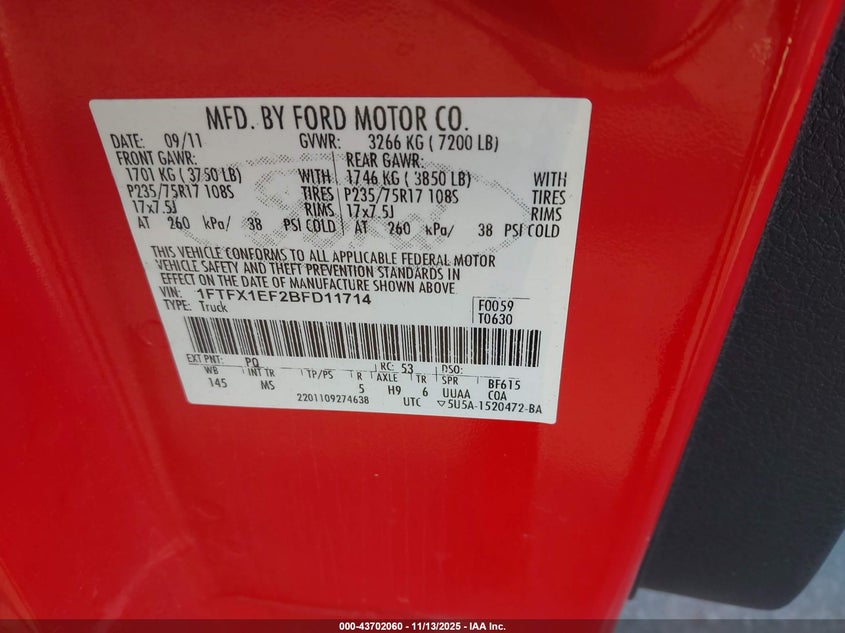 MFD. BY FORD MOTOR CO.
DATE: 09/11 GVWR: 3266 KG ( 7200 LB)
FRONT GAWR: REAR GAWR:
1701 KG ( 3750 LB) WITH 1746 KG ( 3850 LB) WITH
P235/75R17 108S TIRES P235/75R17 108S TIRES
17x7.5J RIMS 17x7.5J RIMS
AT 260 kPa/ 38 PSI COLD AT 260 kPa/ 38 PSI COLD
THIS VEHICLE CONFORMS TO ALL APPLICABLE FEDERAL MOTOR
VEHICLE SAFETY AND THEFT PREVENTION STANDARDS IN
EFFECT ON THE DATE OF MANUFACTURE SHOWN ABOVE
VIN: 1FTFX1EF2BFD11714 F0059
TYPE: Truck T0630
EXT PNT: PQ RC: 53 DSO:
WB INT TR TP/PS R AXLE TR SPR BF615
145 MS 5 H9 6 UUAA COA
2201109274638 UTC ▽5U5A-1520472-BA
000-43702060 - 11/13/2025 - IAA Inc.